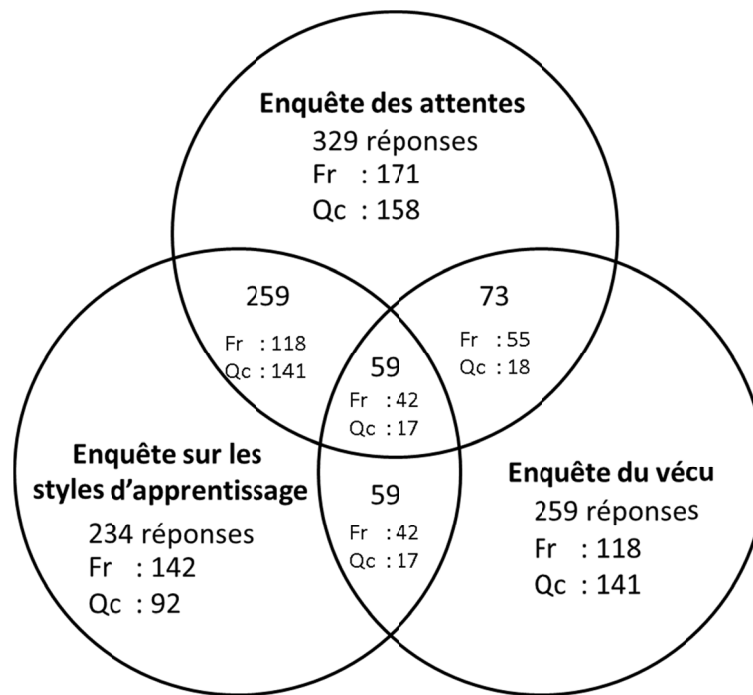 Enquête des attentes
329 réponses
Fr : 171
Qc : 158
259
Fr : 118
Qc : 141
73
Fr : 55
Qc : 18
59
Fr : 42
Qc : 17
Enquête sur les
styles d'apprentissage
234 réponses
Fr : 142
Qc : 92
59
Fr : 42
Qc : 17
Enquête du vécu
259 réponses
Fr : 118
Qc : 141